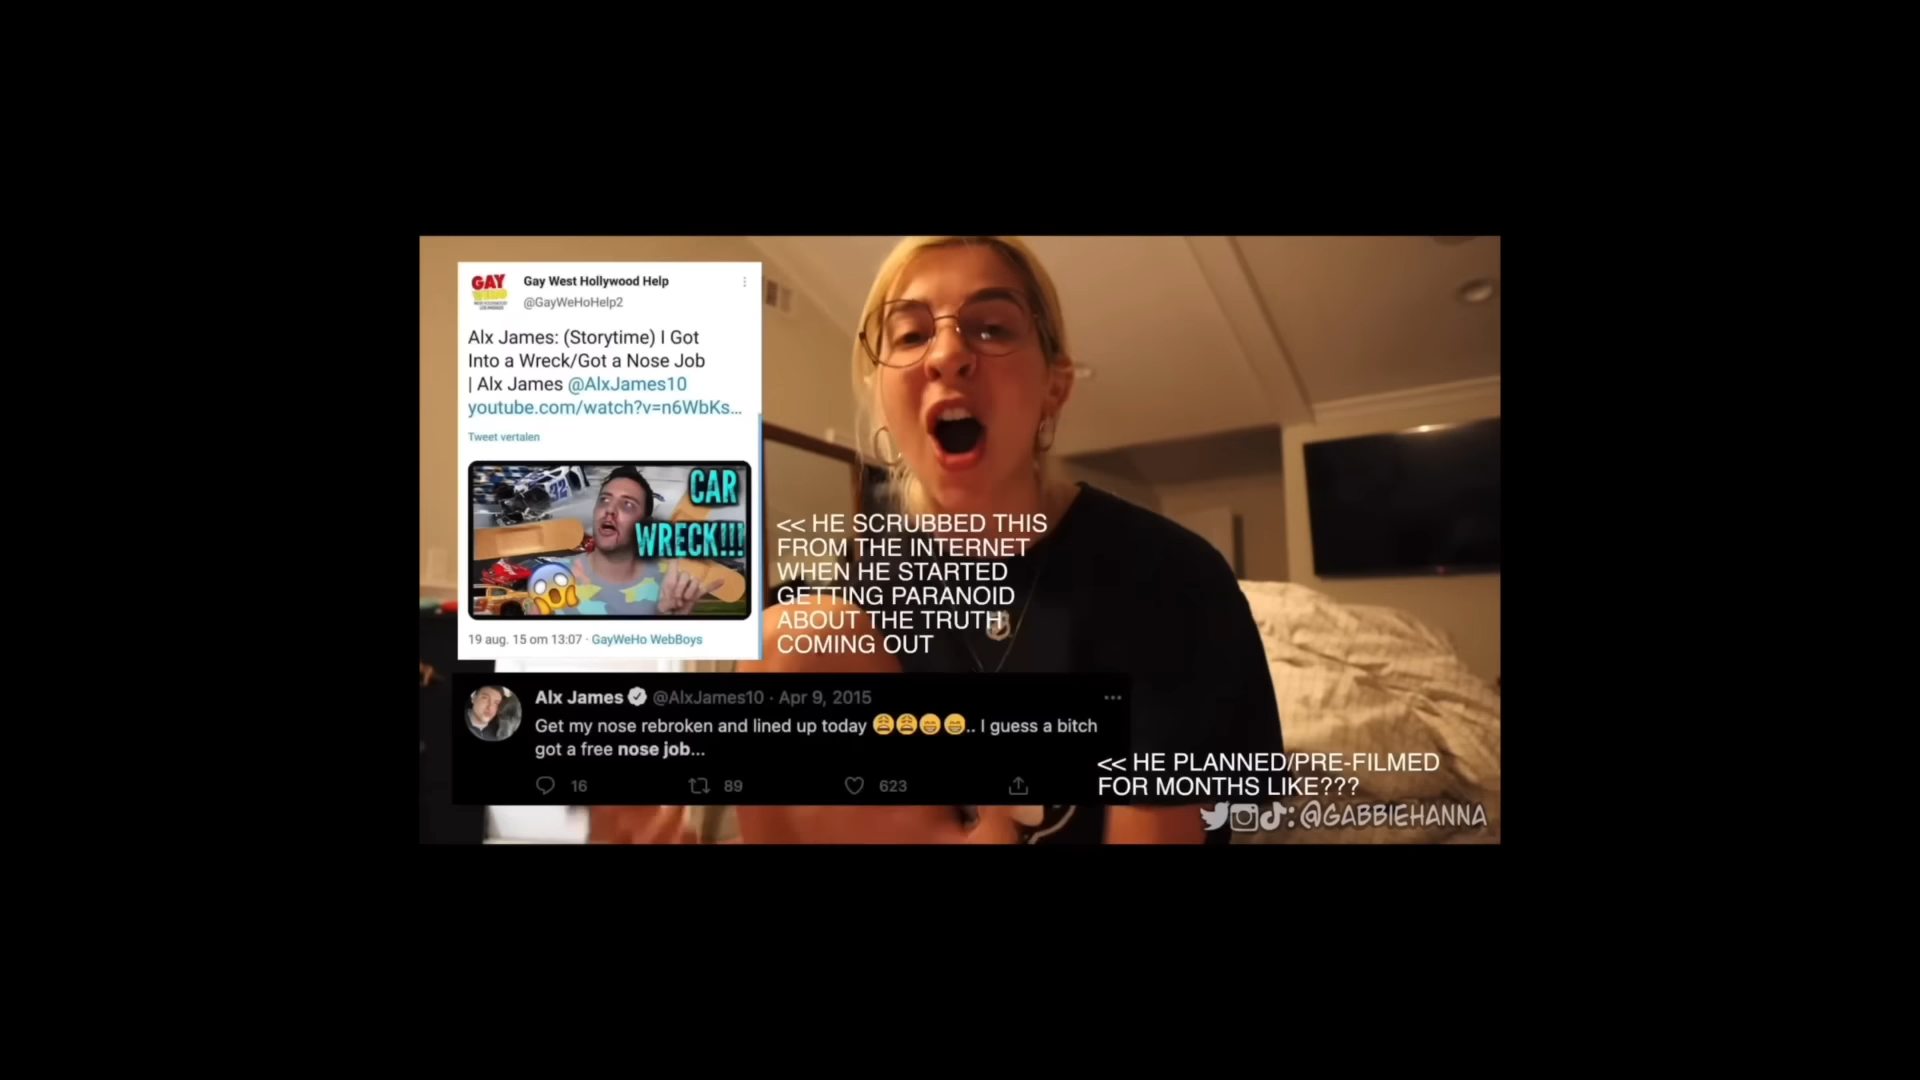 GAY
Gay West Hollywood Help
@GayWeHoHelp2
Alx James: (Storytime) I Got
Into a Wreck/Got a Nose Job
| Alx James @AlxJames10
youtube.com/watch?v=n6WbKs...
Tweet vertalen
CAR
WRECK!!!
32
19 aug. 15 om 13:07 · GayWeHo WebBoys
<< HE SCRUBBED THIS
FROM THE INTERNET
WHEN HE STARTED
GETTING PARANOID
ABOUT THE TRUTH
COMING OUT
Alx James @AlxJames10 · Apr 9, 2015
Get my nose rebroken and lined up today 😩😩😄😄.. I guess a bitch
got a free nose job...
16
89
623
<< HE PLANNED/PRE-FILMED
FOR MONTHS LIKE???
: @GABBIEHANNA